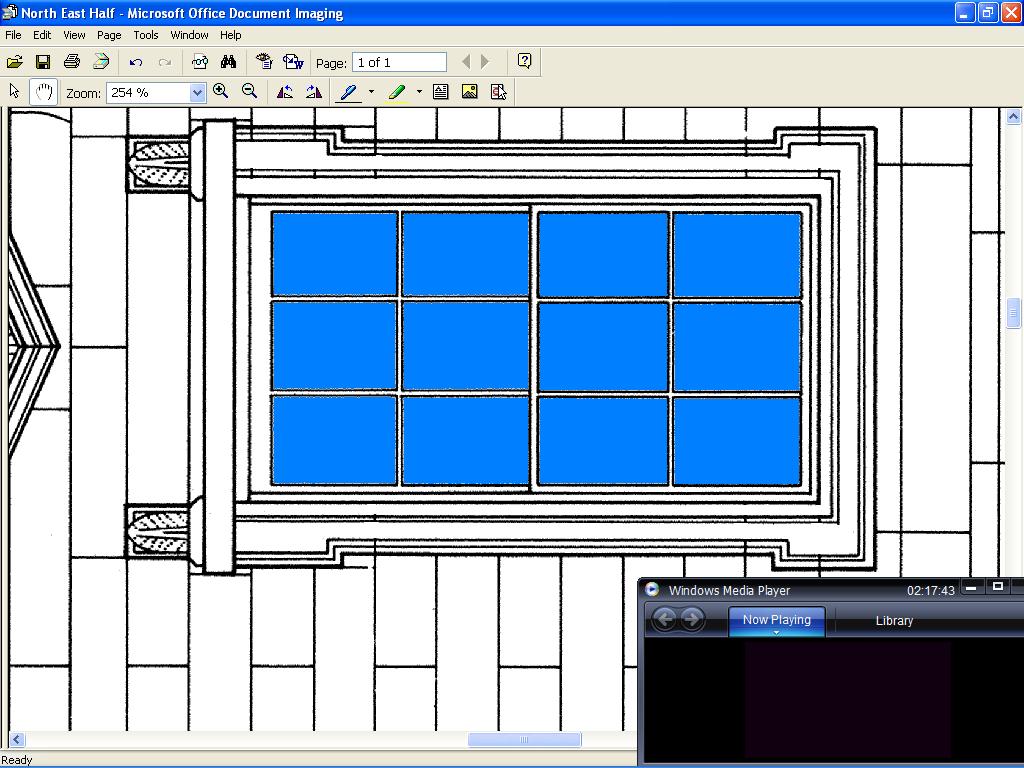 North East Half - Microsoft Office Document Imaging
File Edit View Page Tools Window Help
Page: 1 of 1
Zoom: 254 %
Windows Media Player 02:17:43
Now Playing Library
Ready